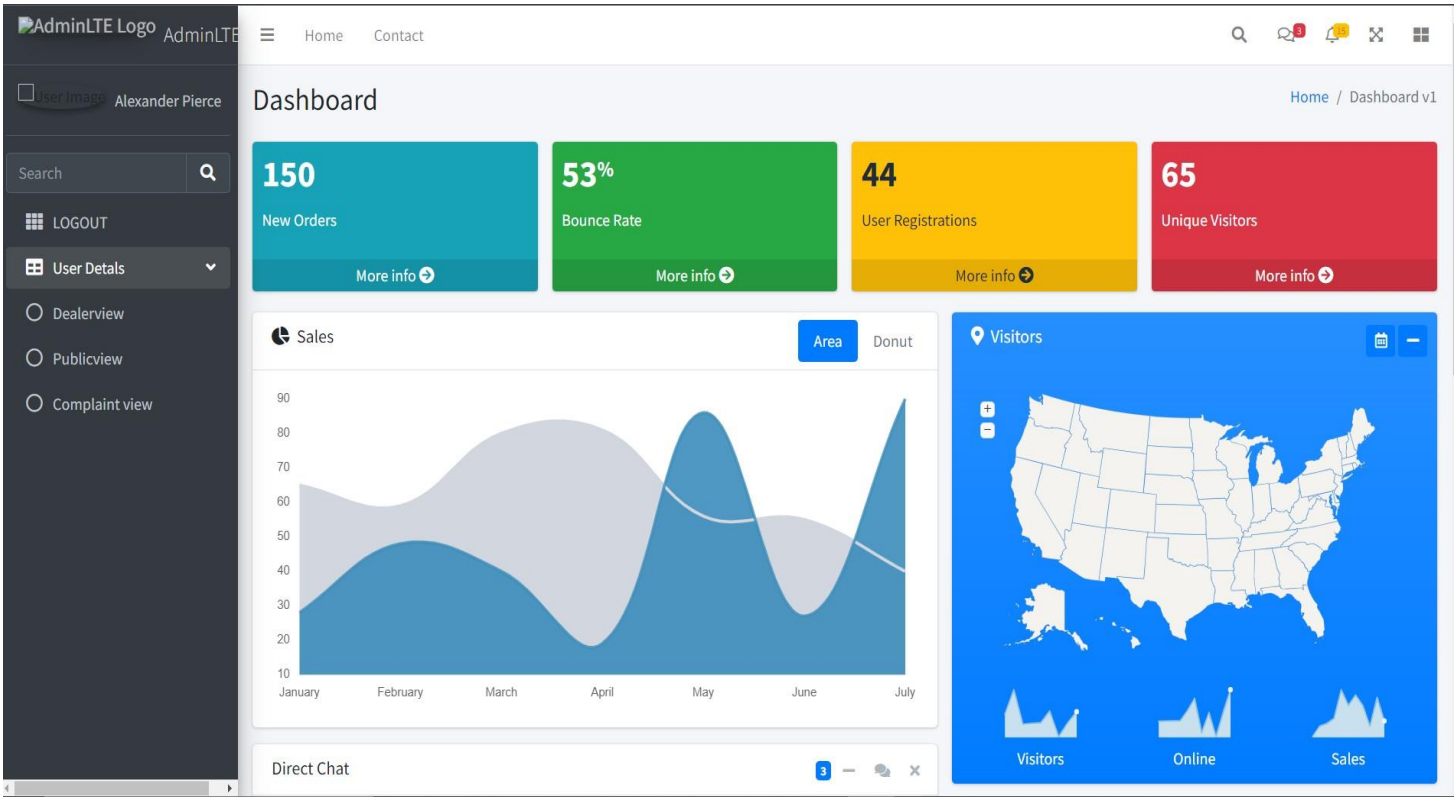 AdminLTE Logo AdminLTE
Home Contact
3
15
User Image Alexander Pierce
Search
LOGOUT
User Detals
Dealerview
Publicview
Complaint view
Dashboard
Home / Dashboard v1
150
New Orders
More info
53%
Bounce Rate
More info
44
User Registrations
More info
65
Unique Visitors
More info
Sales
Area Donut
90
80
70
60
50
40
30
20
10
January February March April May June July
Visitors
+
−
Visitors Online Sales
Direct Chat
3